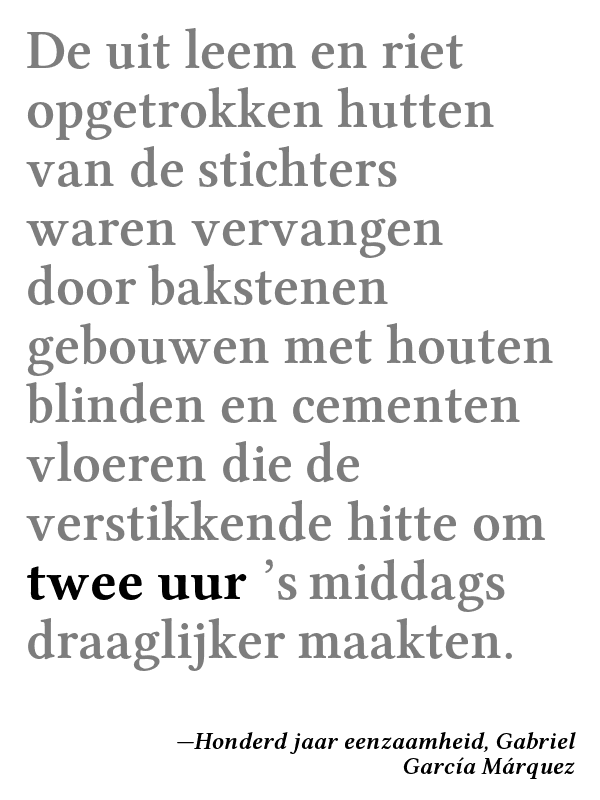 De uit leem en riet
opgetrokken hutten
van de stichters
waren vervangen
door bakstenen
gebouwen met houten
blinden en cementen
vloeren die de
verstikkende hitte om
twee uur ’s middags
draaglijker maakten.
—Honderd jaar eenzaamheid, Gabriel
García Márquez